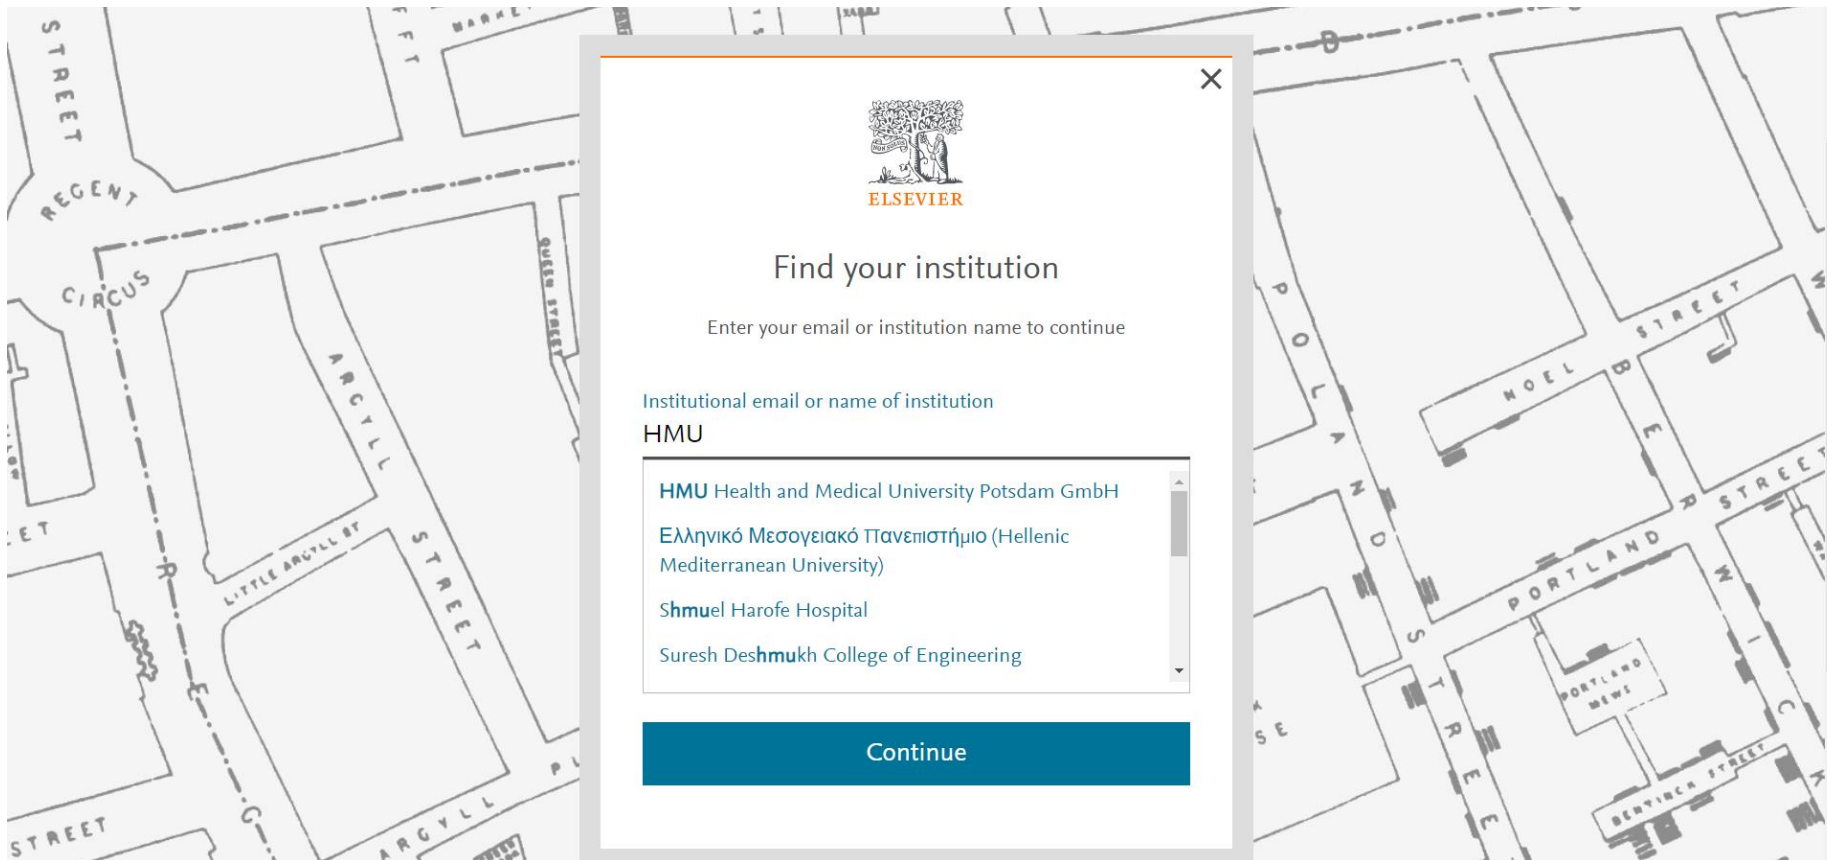 STREET
REGENT
CIRCUS
MARKET
ARGYLL
STREET
LITTLE ARGYLL ST
QUEEN STREET
REG
STREET
ARGYLL
ELSEVIER
Find your institution
Enter your email or institution name to continue
Institutional email or name of institution
HMU
HMU Health and Medical University Potsdam GmbH
Ελληνικό Μεσογειακό Πανεπιστήμιο (Hellenic
Mediterranean University)
Shmuel Harofe Hospital
Suresh Deshmukh College of Engineering
Continue
POLAND
STREET
NOEL
STREET
PORTLAND
STREET
PORTLAND
MEWS
BENTINCK STREET